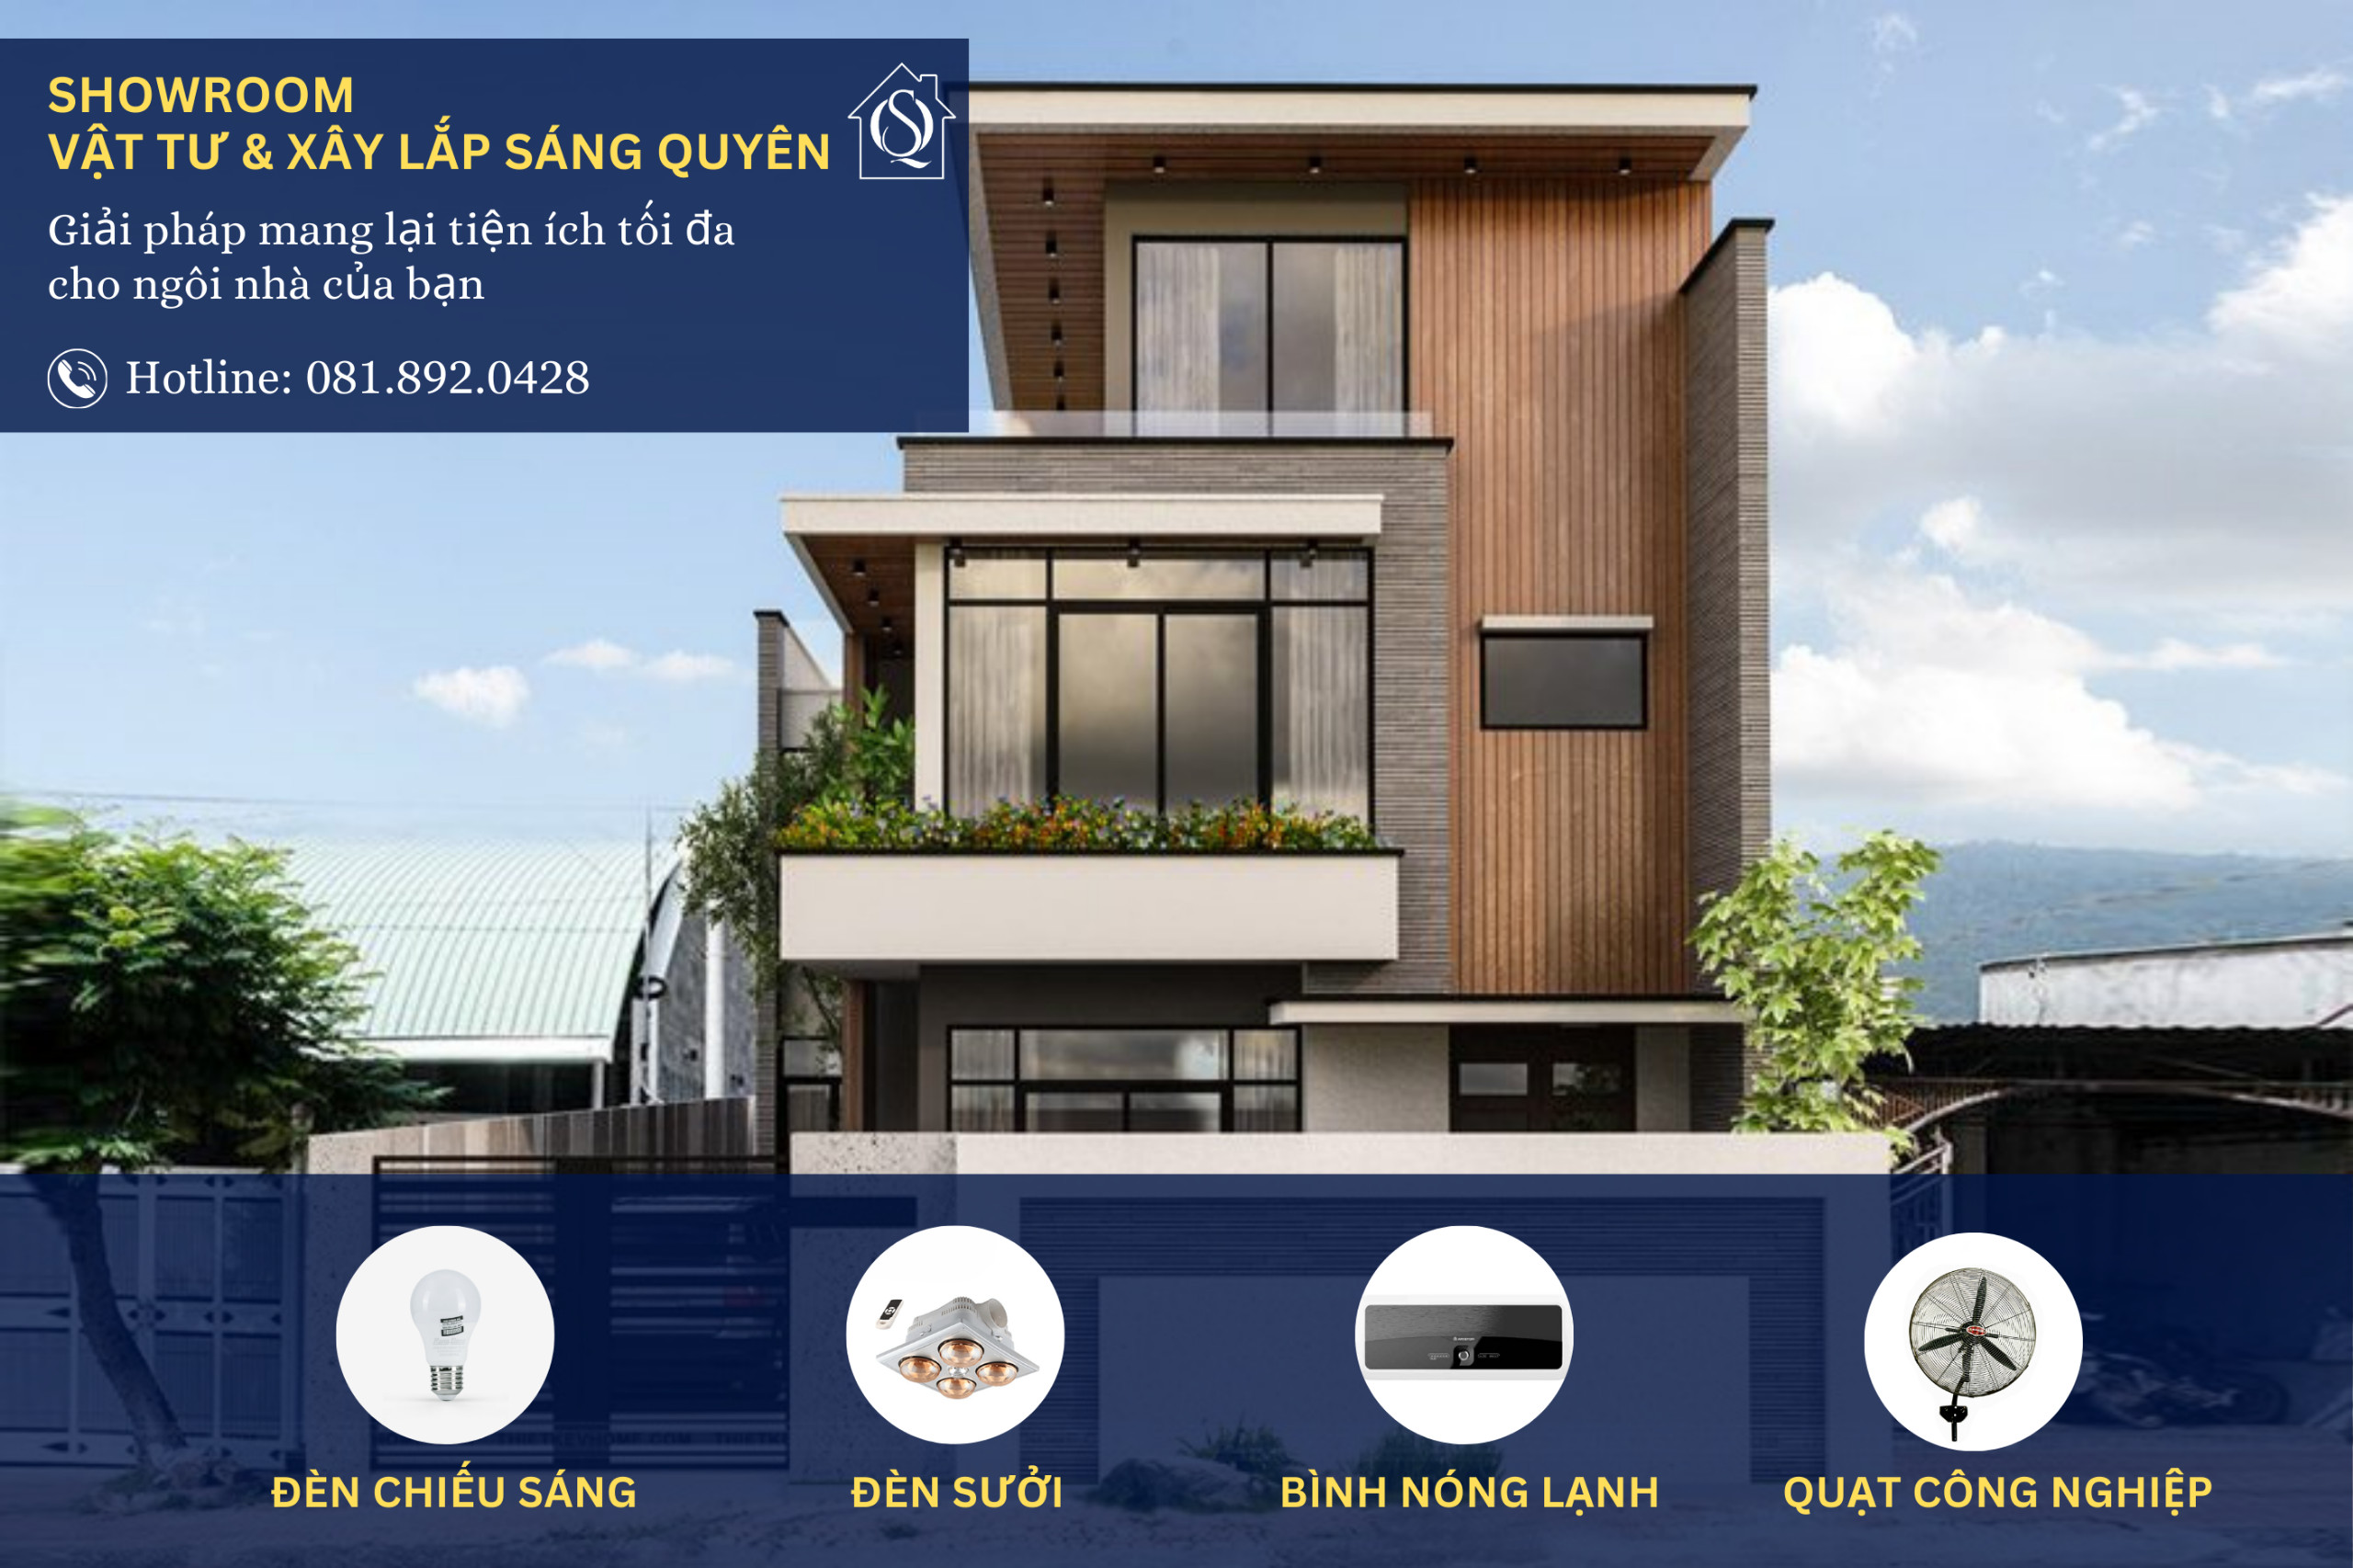 SHOWROOM
VẬT TƯ & XÂY LẮP SÁNG QUYÊN
SQ
Giải pháp mang lại tiện ích tối đa
cho ngôi nhà của bạn
Hotline: 081.892.0428
ĐÈN CHIẾU SÁNG
ĐÈN SƯỞI
BÌNH NÓNG LẠNH
QUẠT CÔNG NGHIỆP